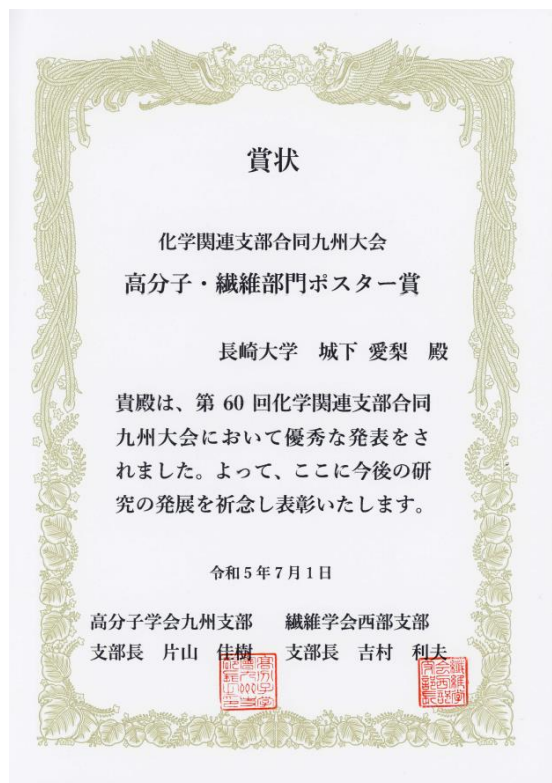 賞状
化学関連支部合同九州大会
高分子・繊維部門ポスター賞
長崎大学 城下 愛梨 殿
貴殿は、第 60 回化学関連支部合同
九州大会において優秀な発表をさ
れました。よって、ここに今後の研
究の発展を祈念し表彰いたします。
令和5年7月1日
高分子学会九州支部 繊維学会西部支部
支部長 片山 佳樹 支部長 吉村 利夫